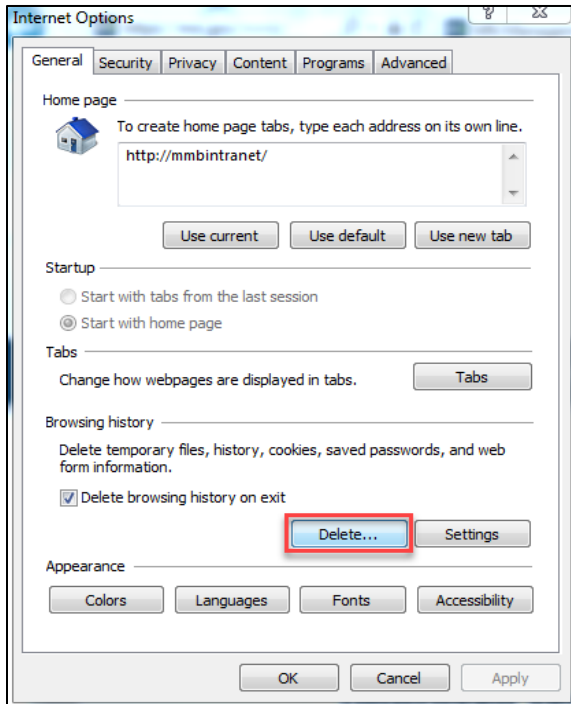 Internet Options
General Security Privacy Content Programs Advanced
Home page
To create home page tabs, type each address on its own line.
http://mmbintranet/
Use current Use default Use new tab
Startup
Start with tabs from the last session
Start with home page
Tabs
Change how webpages are displayed in tabs. Tabs
Browsing history
Delete temporary files, history, cookies, saved passwords, and web
form information.
Delete browsing history on exit
Delete... Settings
Appearance
Colors Languages Fonts Accessibility
OK Cancel Apply